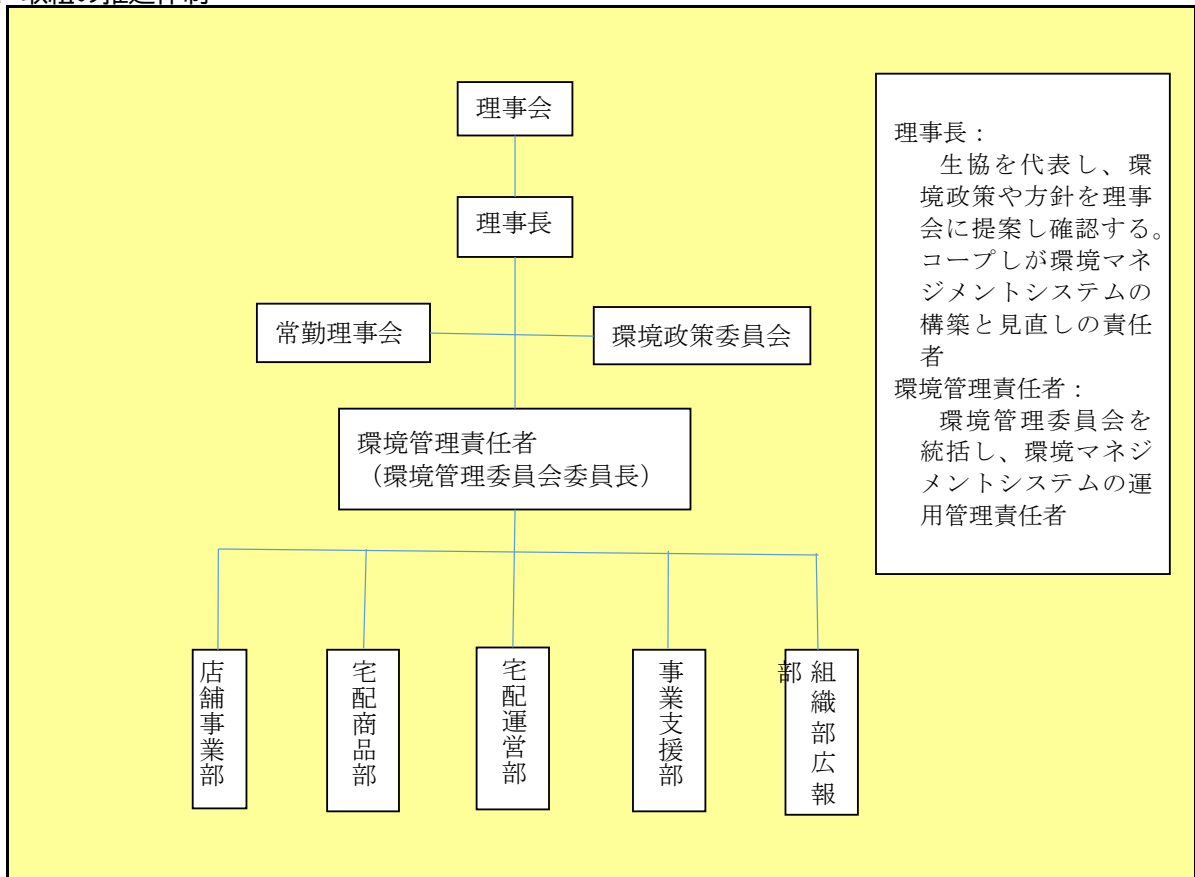 取組の推進体制
理事会
理事長
常勤理事会
環境政策委員会
環境管理責任者
（環境管理委員会委員長）
店舗事業部
宅配商品部
宅配運営部
事業支援部
組織部広報
部
理事長：
生協を代表し、環
境政策や方針を理事
会に提案し確認する。
コープしが環境マネ
ジメントシステムの
構築と見直しの責任
者
環境管理責任者：
環境管理委員会を
統括し、環境マネジ
メントシステムの運
用管理責任者